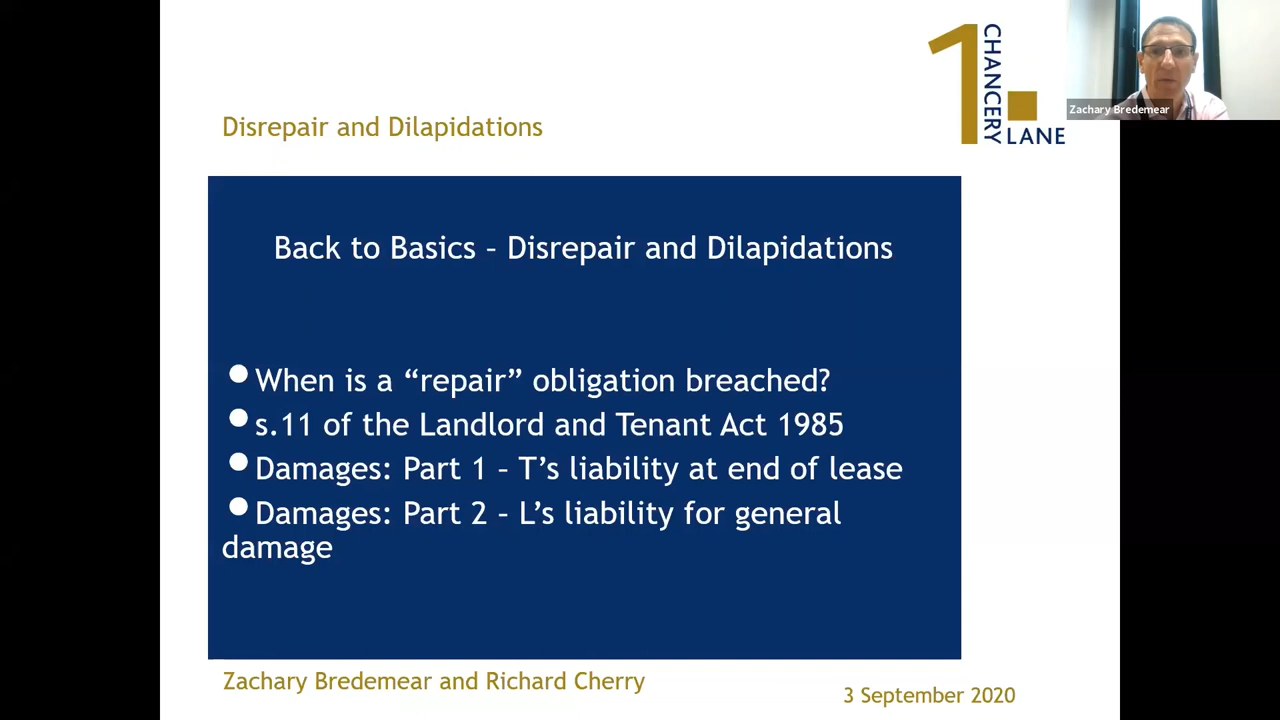 1 CHANCERY LANE
Zachary Bredemear
Disrepair and Dilapidations
Back to Basics – Disrepair and Dilapidations
●When is a “repair” obligation breached?
●s.11 of the Landlord and Tenant Act 1985
●Damages: Part 1 – T’s liability at end of lease
●Damages: Part 2 – L’s liability for general
damage
Zachary Bredemear and Richard Cherry
3 September 2020